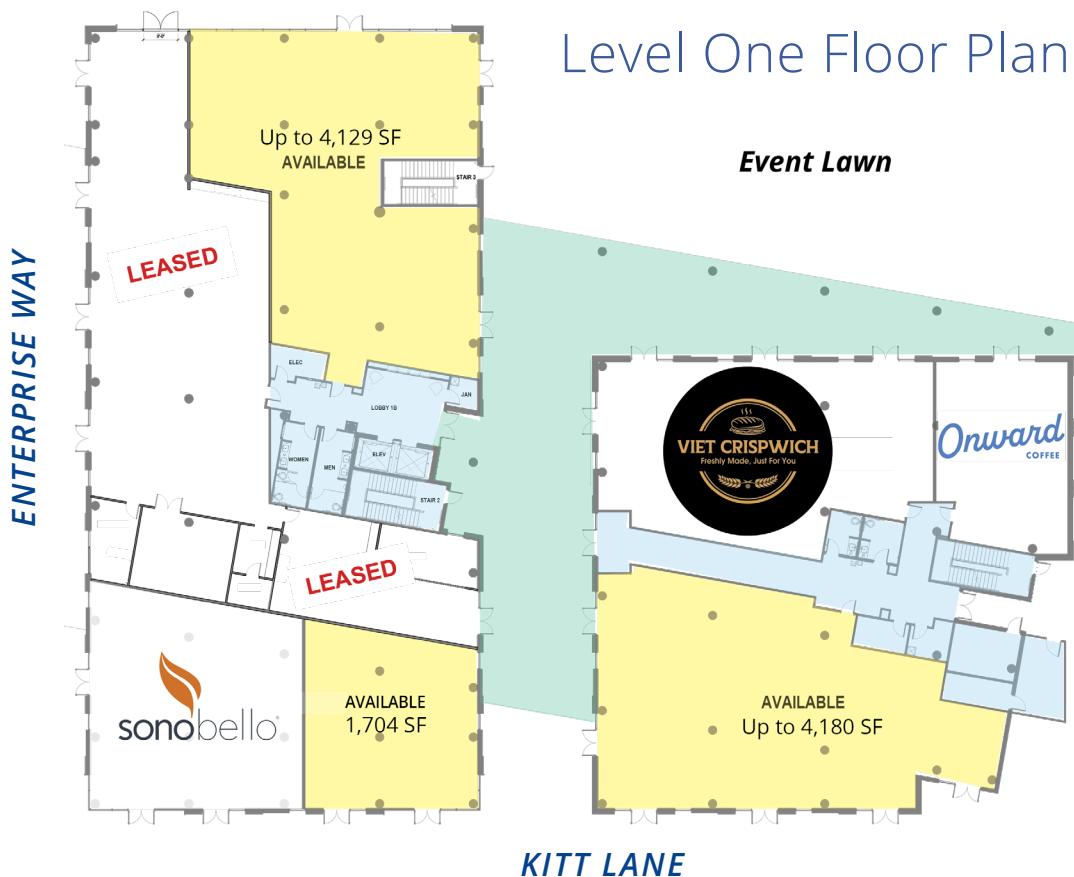 Level One Floor Plan
Up to 4,129 SF
AVAILABLE
STAIR 3
Event Lawn
ENTERPRISE WAY
LEASED
ELEC
LOBBY 1B
JAN
WOMEN
MEN
ELEV
STAIR 2
VIET CRISPWICH
Freshly Made, Just For You
Onward
COFFEE
LEASED
sonobello
AVAILABLE
1,704 SF
AVAILABLE
Up to 4,180 SF
KITT LANE